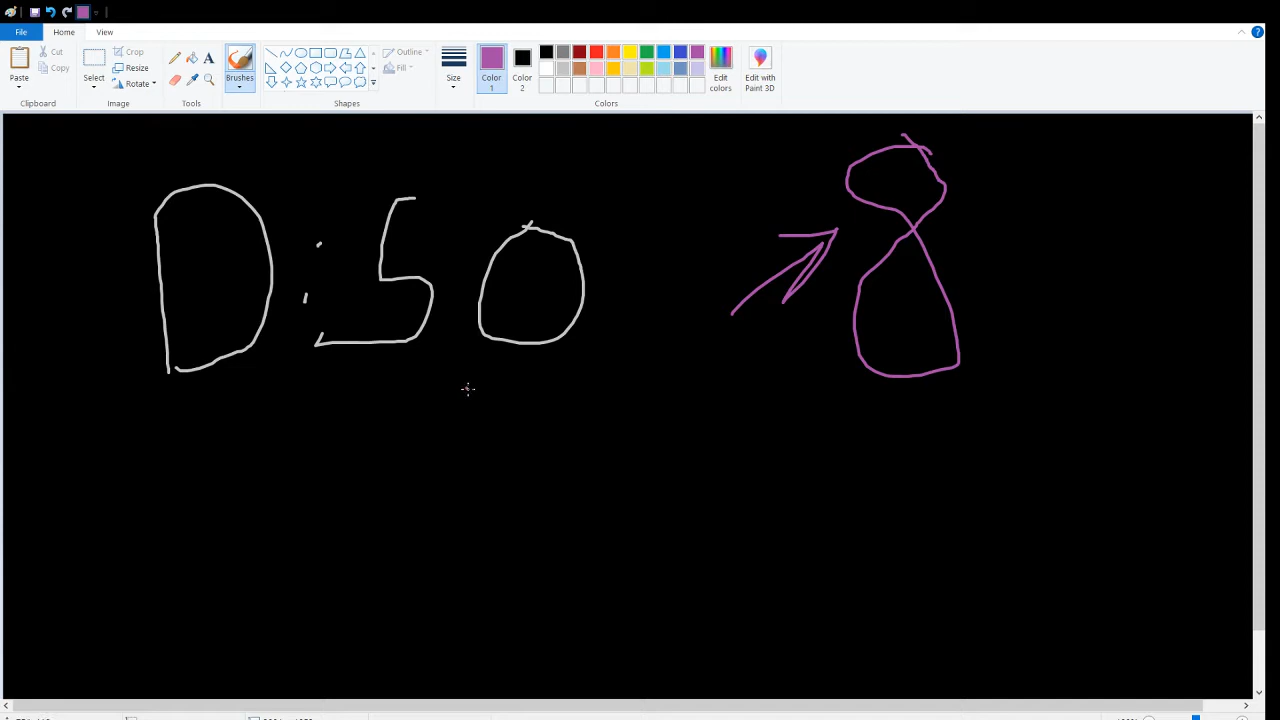 File Home View
Cut Copy Paste Clipboard
Select Crop Resize Rotate Image
Tools
Brushes
Outline Fill Shapes
Size
Color 1 Color 2 Edit colors Colors
Edit with Paint 3D
D:50 8